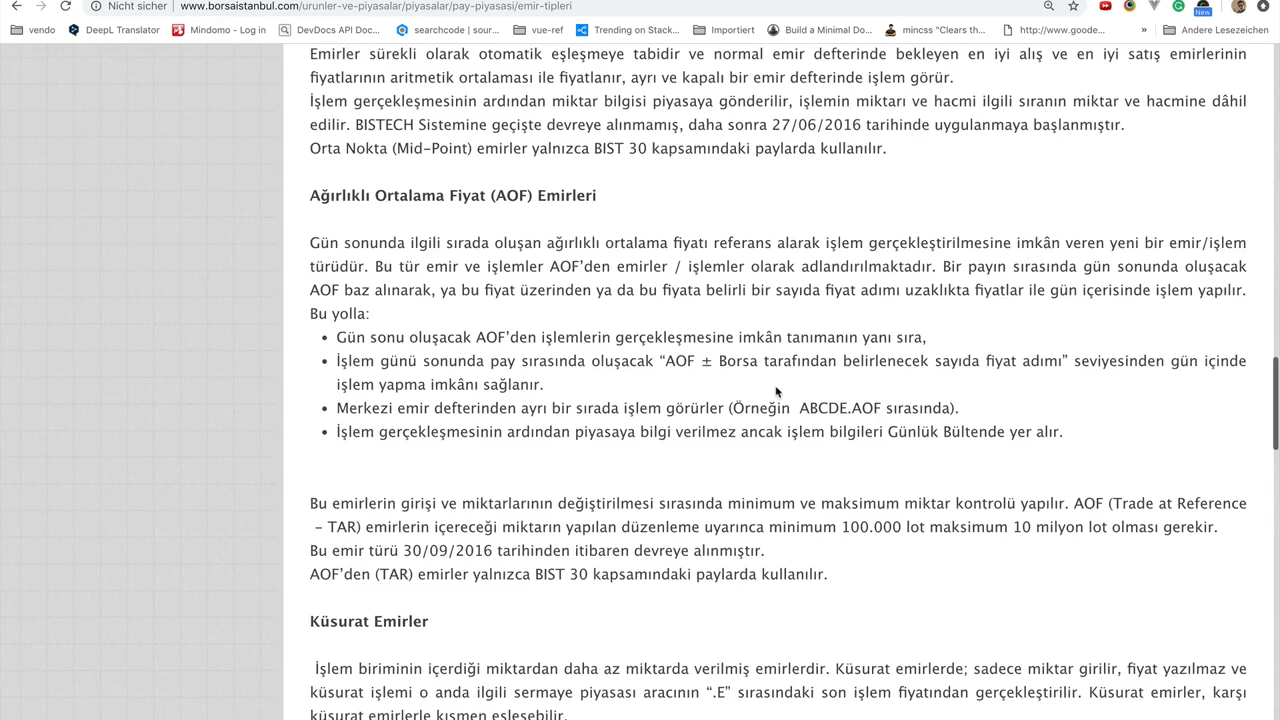 Nicht sicher | www.borsaistanbul.com/urunler-ve-piyasalar/piyasalar/pay-piyasasi/emir-tipleri
New
vendo DeepL Translator Mindomo - Log in DevDocs API Doc... searchcode | sour... vue-ref Trending on Stack... Importiert Build a Minimal Do... mincss "Clears th... http://www.goode... » Andere Lesezeichen
Emirler sürekli olarak otomatik eşleşmeye tabidir ve normal emir defterinde bekleyen en iyi alış ve en iyi satış emirlerinin
fiyatlarının aritmetik ortalaması ile fiyatlanır, ayrı ve kapalı bir emir defterinde işlem görür.
İşlem gerçekleşmesinin ardından miktar bilgisi piyasaya gönderilir, işlemin miktarı ve hacmi ilgili sıranın miktar ve hacmine dâhil
edilir. BISTECH Sistemine geçişte devreye alınmamış, daha sonra 27/06/2016 tarihinde uygulanmaya başlanmıştır.
Orta Nokta (Mid-Point) emirler yalnızca BIST 30 kapsamındaki paylarda kullanılır.
Ağırlıklı Ortalama Fiyat (AOF) Emirleri
Gün sonunda ilgili sırada oluşan ağırlıklı ortalama fiyatı referans alarak işlem gerçekleştirilmesine imkân veren yeni bir emir/işlem
türüdür. Bu tür emir ve işlemler AOF’den emirler / işlemler olarak adlandırılmaktadır. Bir payın sırasında gün sonunda oluşacak
AOF baz alınarak, ya bu fiyat üzerinden ya da bu fiyata belirli bir sayıda fiyat adımı uzaklıkta fiyatlar ile gün içerisinde işlem yapılır.
Bu yolla:
• Gün sonu oluşacak AOF’den işlemlerin gerçekleşmesine imkân tanımanın yanı sıra,
• İşlem günü sonunda pay sırasında oluşacak “AOF ± Borsa tarafından belirlenecek sayıda fiyat adımı” seviyesinden gün içinde
işlem yapma imkânı sağlanır.
• Merkezi emir defterinden ayrı bir sırada işlem görürler (Örneğin ABCDE.AOF sırasında).
• İşlem gerçekleşmesinin ardından piyasaya bilgi verilmez ancak işlem bilgileri Günlük Bültende yer alır.
Bu emirlerin girişi ve miktarlarının değiştirilmesi sırasında minimum ve maksimum miktar kontrolü yapılır. AOF (Trade at Reference
– TAR) emirlerin içereceği miktarın yapılan düzenleme uyarınca minimum 100.000 lot maksimum 10 milyon lot olması gerekir.
Bu emir türü 30/09/2016 tarihinden itibaren devreye alınmıştır.
AOF’den (TAR) emirler yalnızca BIST 30 kapsamındaki paylarda kullanılır.
Küsurat Emirler
İşlem biriminin içerdiği miktardan daha az miktarda verilmiş emirlerdir. Küsurat emirlerde; sadece miktar girilir, fiyat yazılmaz ve
küsurat işlemi o anda ilgili sermaye piyasası aracının “.E” sırasındaki son işlem fiyatından gerçekleştirilir. Küsurat emirler, karşı
küsurat emirlerle kısmen eşleşebilir.